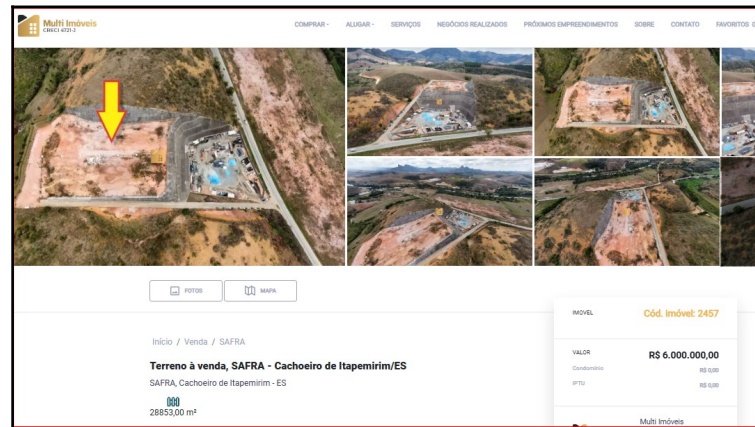 Multi Imóveis
CRECI 6721-J
COMPRAR - ALUGAR - SERVIÇOS NEGÓCIOS REALIZADOS PRÓXIMOS EMPREENDIMENTOS SOBRE CONTATO FAVORITOS
FOTOS MAPA
IMOVEL Cód. imóvel: 2457
Início / Venda / SAFRA
Terreno à venda, SAFRA - Cachoeiro de Itapemirim/ES
SAFRA, Cachoeiro de Itapemirim - ES
28853,00 m²
VALOR R$ 6.000.000,00
Condomínio R$ 0,00
IPTU R$ 0,00
Multi Imóveis